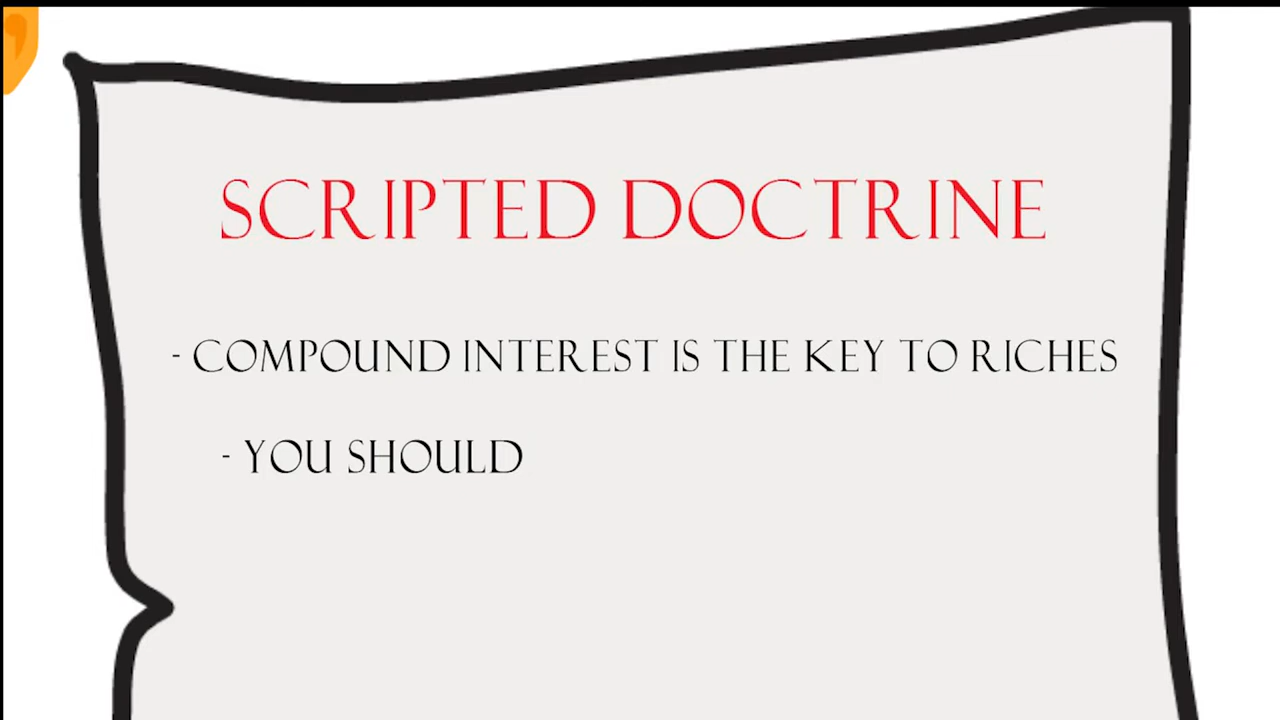 SCRIPTED DOCTRINE
- COMPOUND INTEREST IS THE KEY TO RICHES
- YOU SHOULD